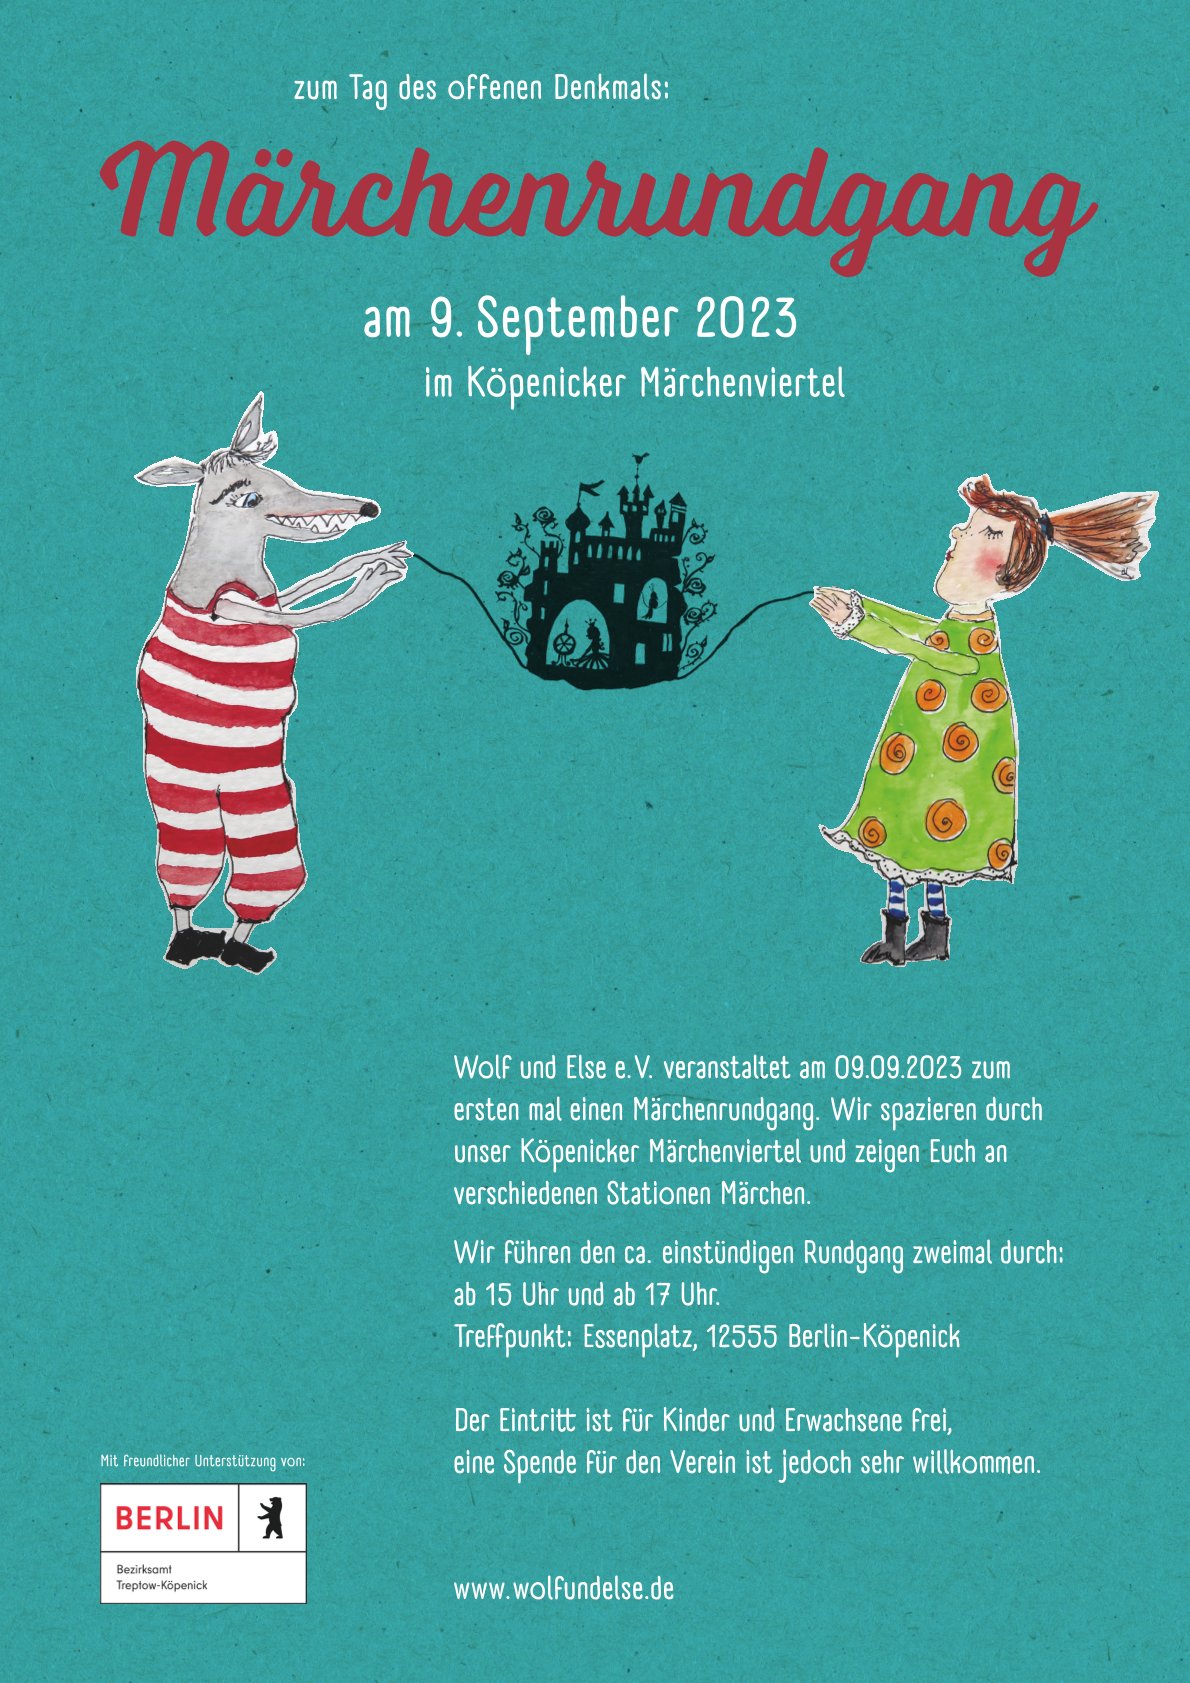 zum Tag des offenen Denkmals:
Märchenrundgang
am 9. September 2023
im Köpenicker Märchenviertel
Wolf und Else e.V. veranstaltet am 09.09.2023 zum
ersten mal einen Märchenrundgang. Wir spazieren durch
unser Köpenicker Märchenviertel und zeigen Euch an
verschiedenen Stationen Märchen.
Wir führen den ca. einstündigen Rundgang zweimal durch:
ab 15 Uhr und ab 17 Uhr.
Treffpunkt: Essenplatz, 12555 Berlin-Köpenick
Der Eintritt ist für Kinder und Erwachsene frei,
eine Spende für den Verein ist jedoch sehr willkommen.
Mit freundlicher Unterstützung von:
BERLIN
Bezirksamt
Treptow-Köpenick
www.wolfundelse.de